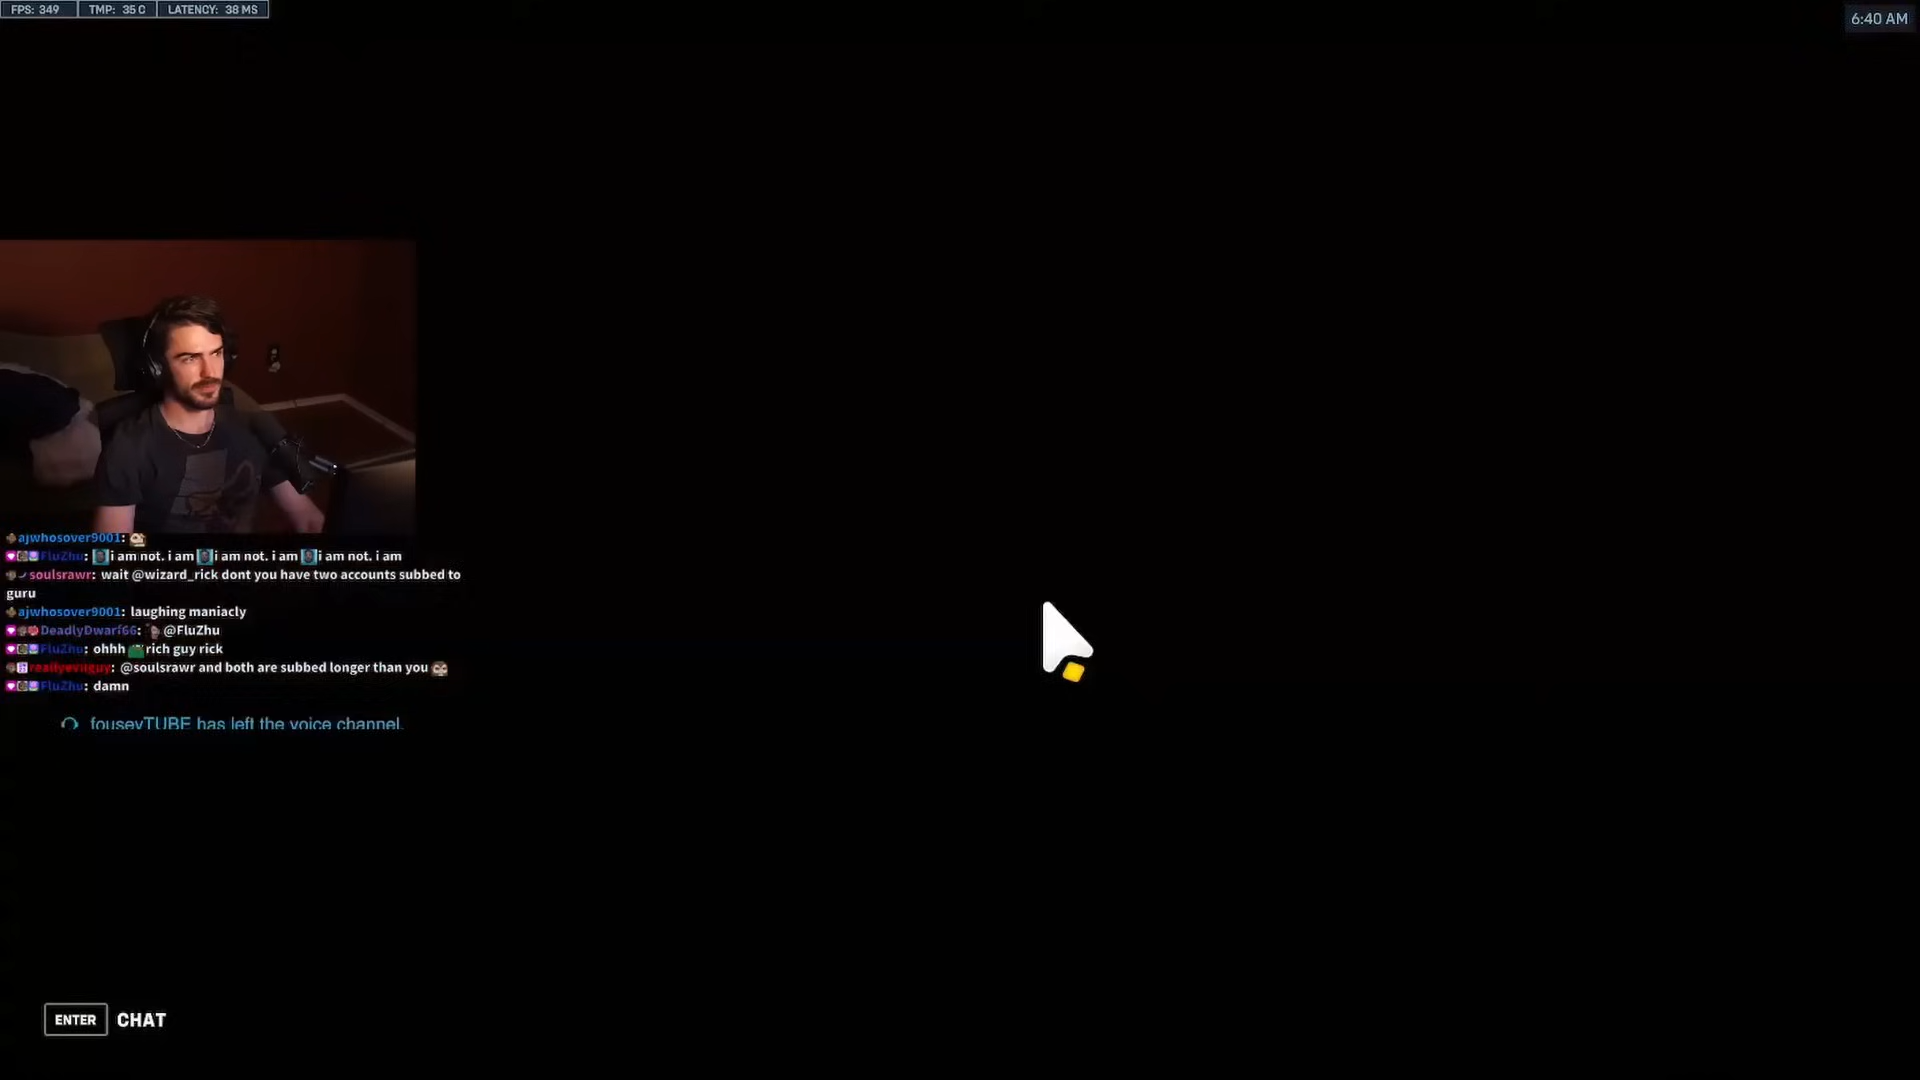 FPS: 349 TMP: 35 C LATENCY: 38 MS
6:40 AM
ajwhosover9001:
FluZhu: i am not. i am i am not. i am i am not. i am
soulsrawr: wait @wizard_rick dont you have two accounts subbed to
guru
ajwhosover9001: laughing maniacly
DeadlyDwarf66: @FluZhu
FluZhu: ohhh rich guy rick
reallyevilguy: @soulsrawr and both are subbed longer than you
FluZhu: damn
fouseyTUBE has left the voice channel.
ENTER CHAT